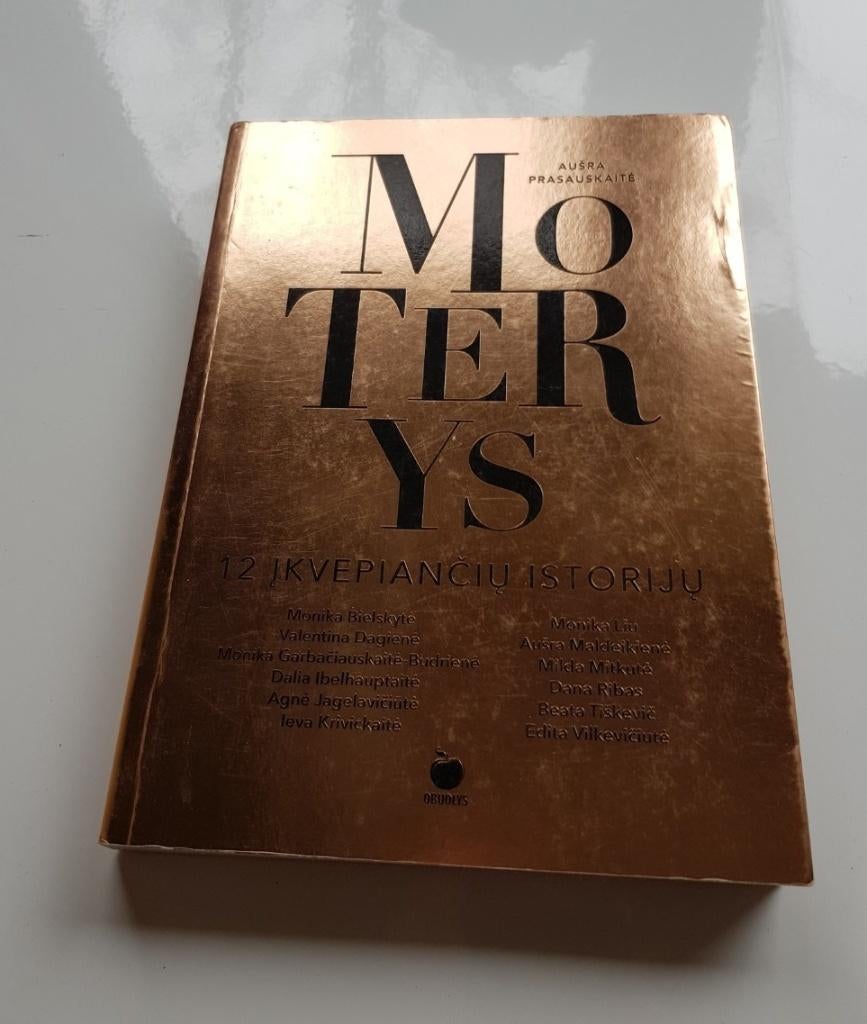 AUŠRA
PRASAUSKAITĖ
MO
TER
YS
12 ĮKVEPIANČIŲ ISTORIJŲ
Monika Bielskytė
Valentina Dagienė
Monika Garbačiauskaitė-Budrienė
Dalia Ibelhauptaitė
Agnė Jagelavičiūtė
Ieva Krivickaitė
Monika Liu
Aušra Maldeikienė
Milda Mitkutė
Dana Ribas
Beata Tiškevič
Edita Vilkevičiūtė
OBUOLYS